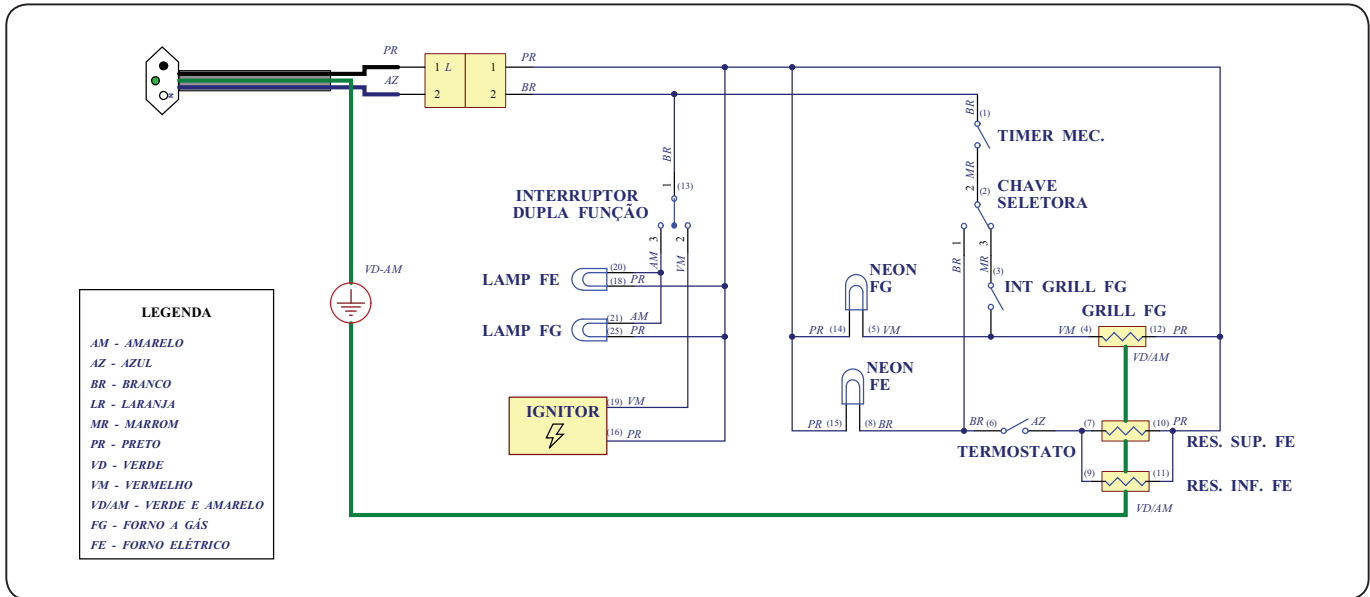 PR
AZ
1 L
2
1
2
PR
BR
BR
1
(13)
INTERRUPTOR
DUPLA FUNÇÃO
3
2
AM
VM
LAMP FE
(20)
(18) PR
LAMP FG
(21) AM
(25) PR
IGNITOR
(19) VM
(16) PR
BR
(1)
TIMER MEC.
MR
2
(2)
CHAVE
SELETORA
1
3
BR
MR
(3)
INT GRILL FG
NEON
FG
PR (14)
(5) VM
GRILL FG
VM (4)
(12) PR
VD/AM
NEON
FE
PR (15)
(8) BR
BR (6)
AZ
TERMOSTATO
(7)
(10) PR
RES. SUP. FE
(9)
(11)
RES. INF. FE
VD/AM
VD-AM
N
LEGENDA
AM - AMARELO
AZ - AZUL
BR - BRANCO
LR - LARANJA
MR - MARROM
PR - PRETO
VD - VERDE
VM - VERMELHO
VD/AM - VERDE E AMARELO
FG - FORNO A GÁS
FE - FORNO ELÉTRICO